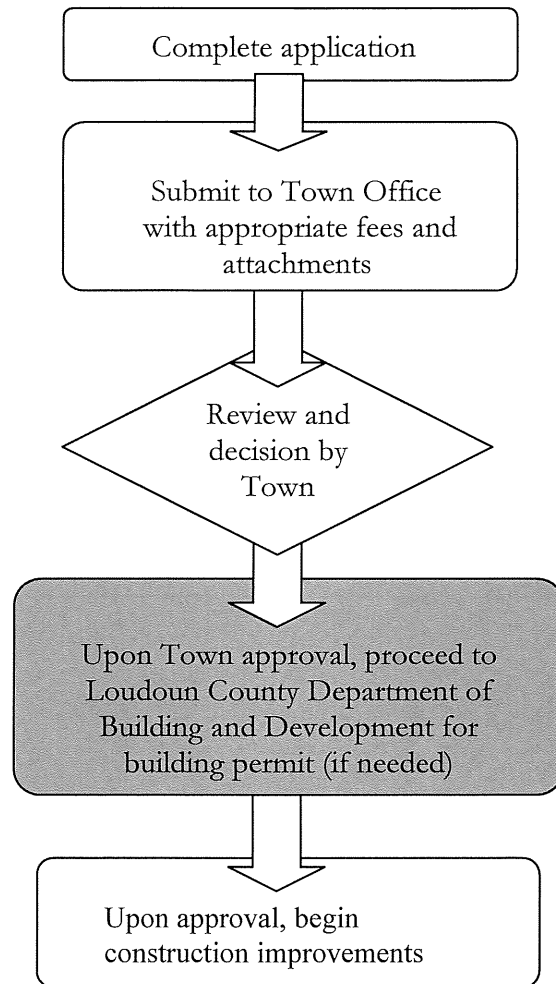 Complete application
Submit to Town Office
with appropriate fees and
attachments
Review and
decision by
Town
Upon Town approval, proceed to
Loudoun County Department of
Building and Development for
building permit (if needed)
Upon approval, begin
construction improvements